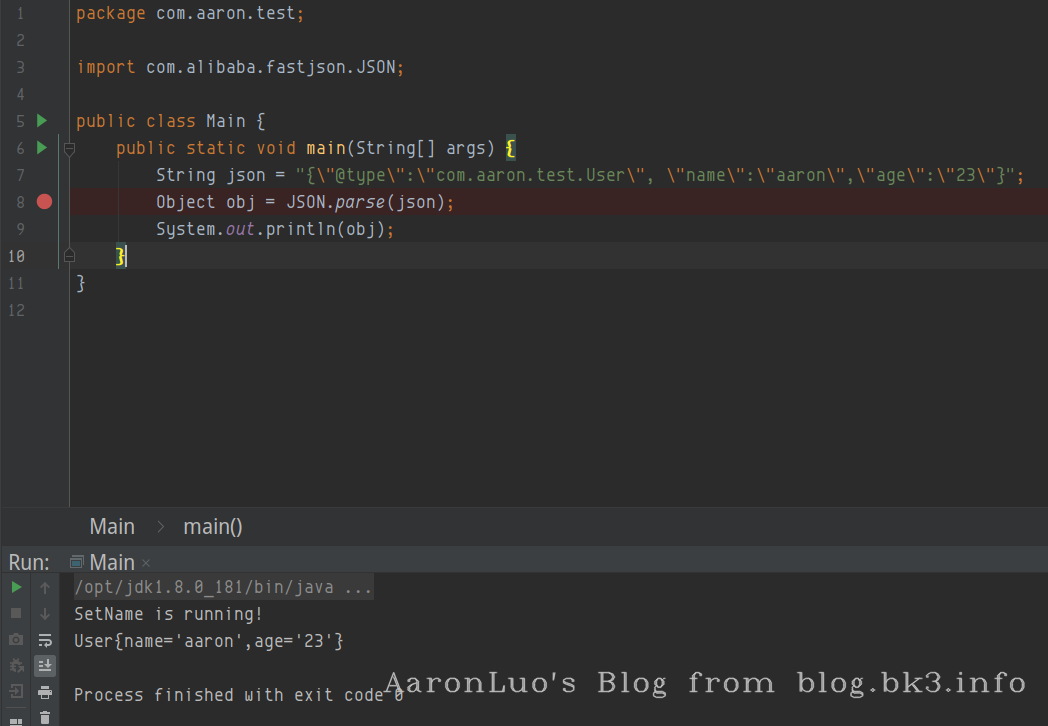 1 package com.aaron.test;
2
3 import com.alibaba.fastjson.JSON;
4
5 public class Main {
6 public static void main(String[] args) {
7 String json = "{\"@type\":\"com.aaron.test.User\", \"name\":\"aaron\",\"age\":\"23\"}";
8 Object obj = JSON.parse(json);
9 System.out.println(obj);
10 }
11 }
12
Main > main()
Run: Main ×
/opt/jdk1.8.0_181/bin/java ...
SetName is running!
User{name='aaron',age='23'}
Process finished with exit code 0
AaronLuo's Blog from blog.bk3.info